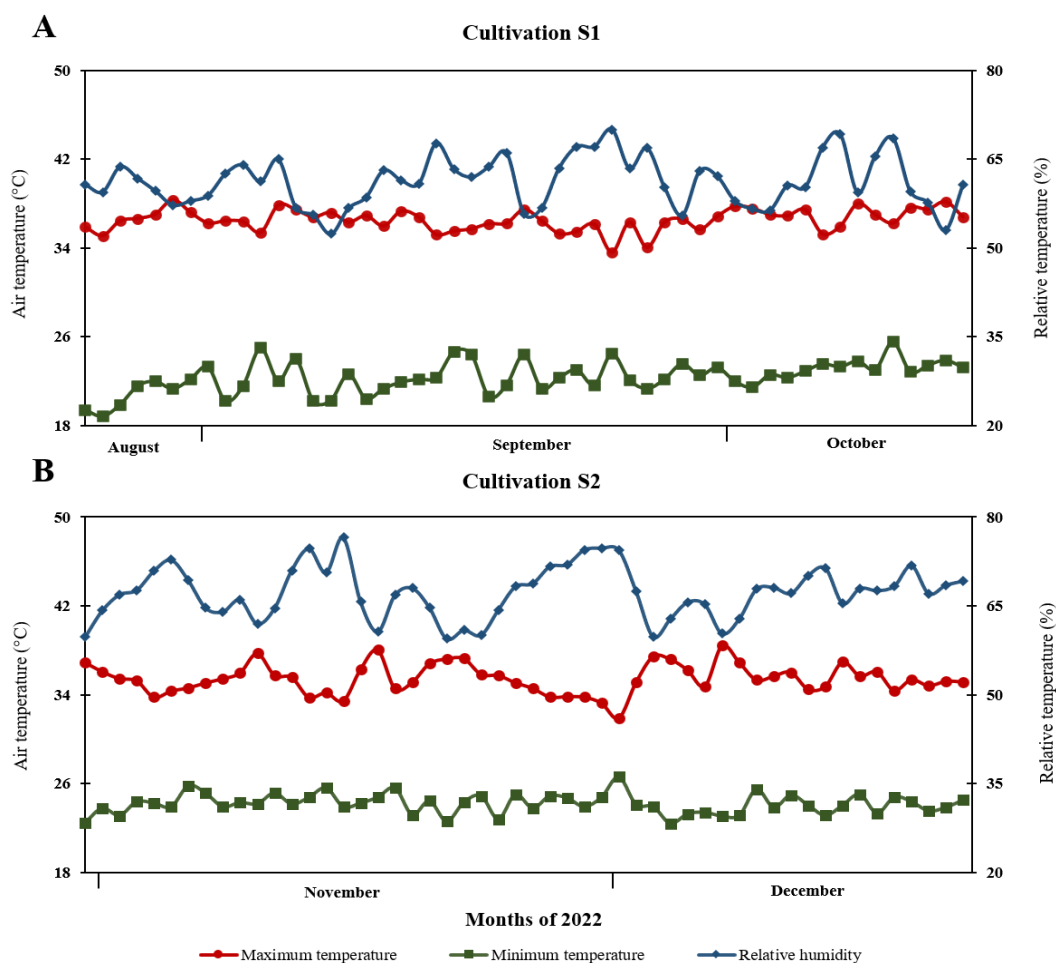 A
Cultivation S1
50
42
34
26
18
80
65
50
35
20
Air temperature (°C)
Relative temperature (%)
August
September
October
B
Cultivation S2
50
42
34
26
18
80
65
50
35
20
Air temperature (°C)
Relative temperature (%)
November
December
Months of 2022
Maximum temperature Minimum temperature Relative humidity